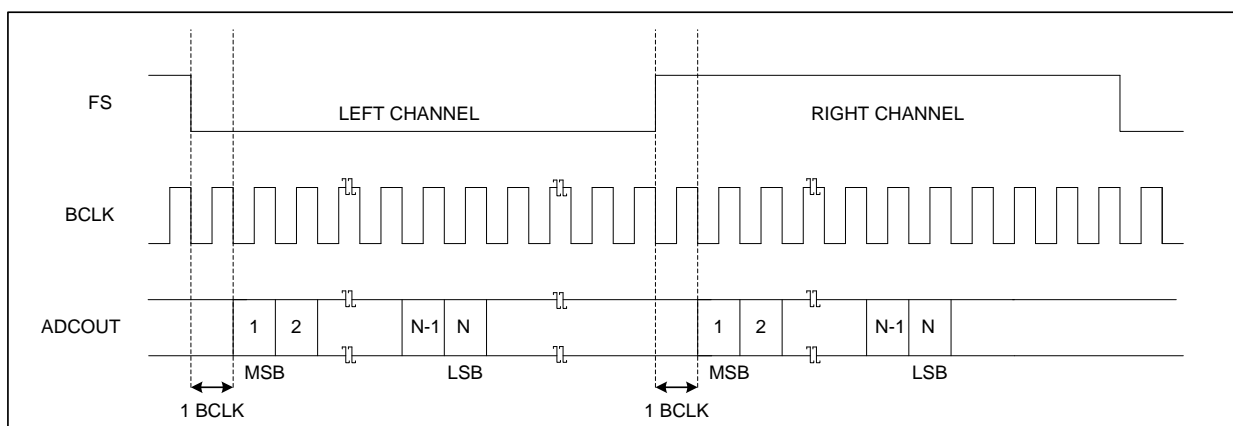 FS
LEFT CHANNEL
RIGHT CHANNEL
BCLK
ADCOUT
1 2 N-1 N 1 2 N-1 N
MSB LSB MSB LSB
1 BCLK 1 BCLK